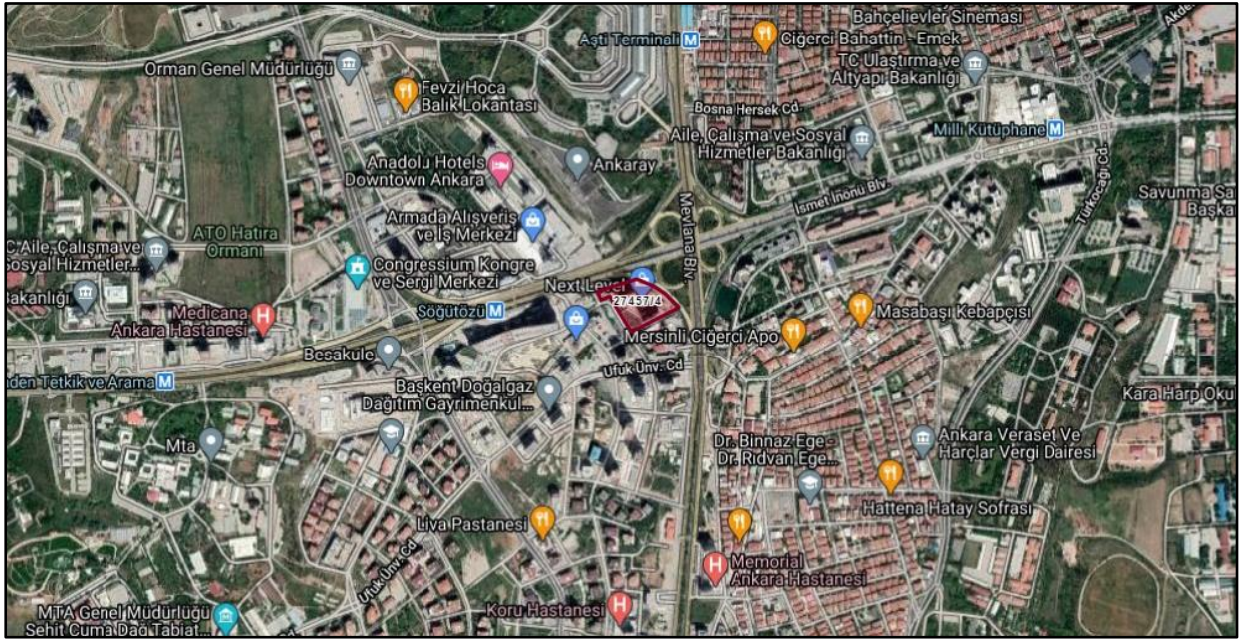 Bahçelievler Sineması
Akden
Aşti Terminali M
Ciğerci Bahattin - Emek
TC Ulaştırma ve
Altyapı Bakanlığı
Orman Genel Müdürlüğü
Fevzi Hoca
Balık Lokantası
Bosna Hersek Cd.
Milli Kütüphane M
Aile, Çalışma ve Sosyal
Hizmetler Bakanlığı
Anadolu Hotels
Downtown Ankara
Ankaray
Türkocağı Cd.
Savunma Sa
Başka
Mevlana Blv.
İsmet İnönü Blv.
Armada Alışveriş
ve İş Merkezi
ATO Hatıra
Ormanı
C Aile, Çalışma ve
Sosyal Hizmetler...
Congressium Kongre
ve Sergi Merkezi
Next Level
27457/4
Bakanlığı
Medicana
Ankara Hastanesi
Söğütözü M
Masabaşı Kebapçısı
Mersinli Ciğerci Apo
Besakule
Ufuk Ünv. Cd
den Tetkik ve Arama M
Başkent Doğalgaz
Dağıtım Gayrimenkul...
Kara Harp Okul
Mta
Dr. Binnaz Ege -
Dr. Rıdvan Ege...
Ankara Veraset Ve
Harçlar Vergi Dairesi
Hattena Hatay Sofrası
Liva Pastanesi
H
Memorial
Ankara Hastanesi
Ufuk Ünv. Cd
MTA Genel Müdürlüğü
Şehit Cuma Dağ Tabiat...
Koru Hastanesi H